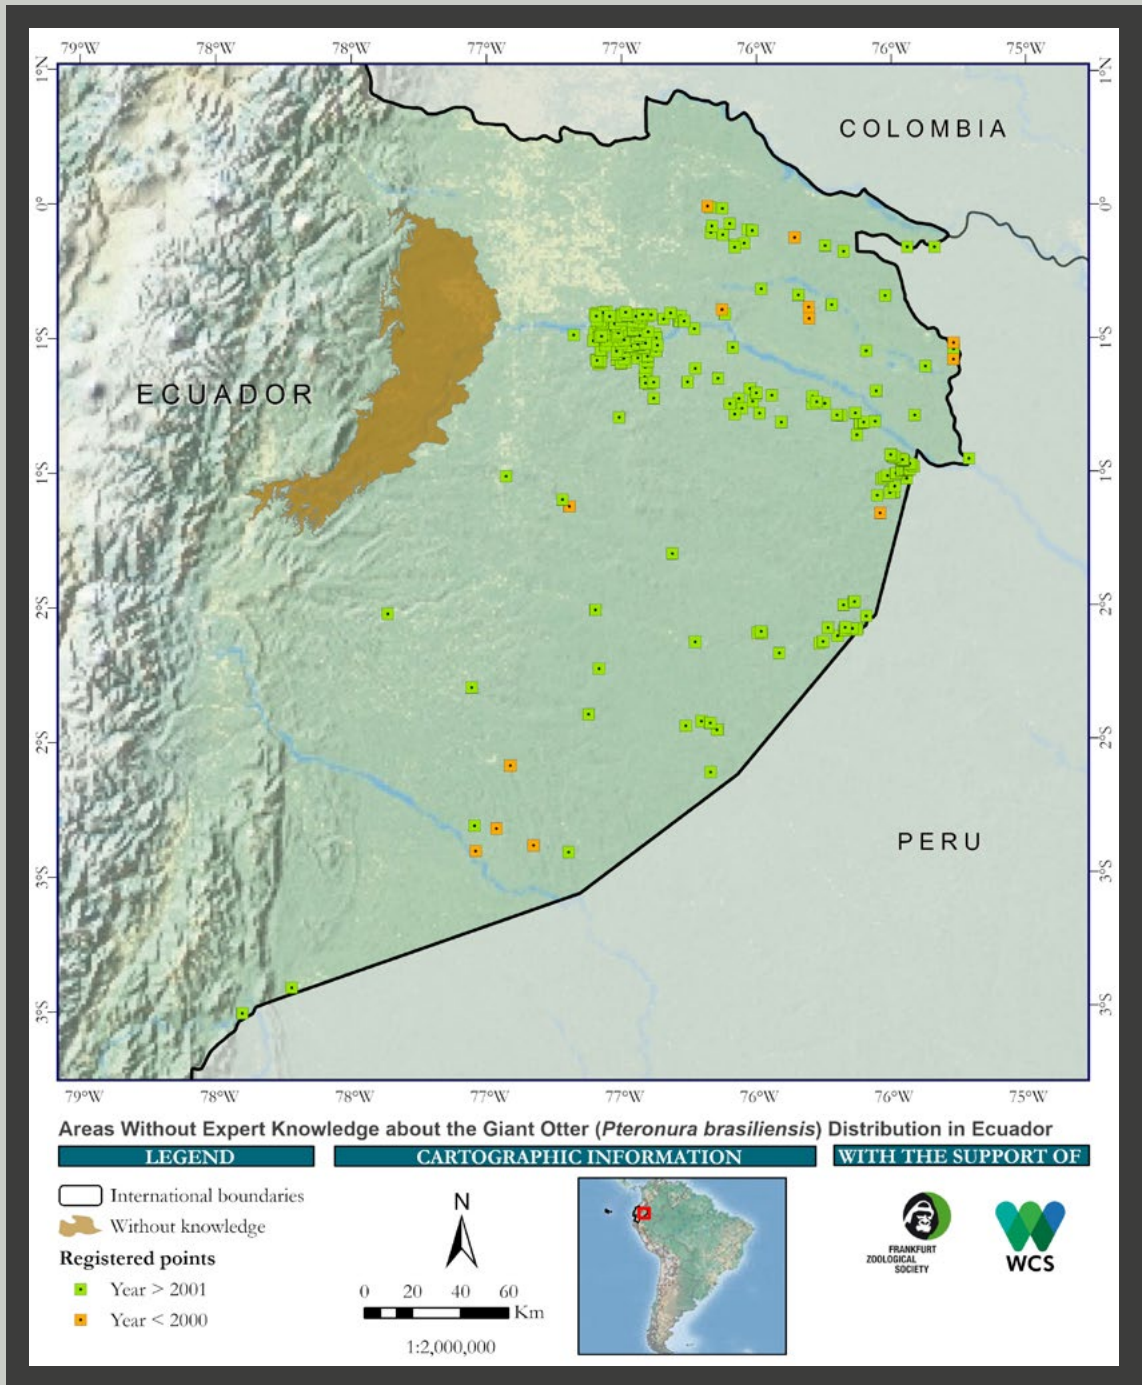 79°W 78°W 78°W 77°W 77°W 76°W 76°W 75°W
1°N 1°N
COLOMBIA
0° 0°
1°S 1°S
ECUADOR
1°S 1°S
2°S 2°S
2°S 2°S
PERU
3°S 3°S
3°S 3°S
79°W 78°W 78°W 77°W 77°W 76°W 76°W 75°W
Areas Without Expert Knowledge about the Giant Otter (Pteronura brasiliensis) Distribution in Ecuador
LEGEND
International boundaries
Without knowledge
Registered points
Year > 2001
Year < 2000
CARTOGRAPHIC INFORMATION
N
0 20 40 60
Km
1:2,000,000
WITH THE SUPPORT OF
FRANKFURT
ZOOLOGICAL
SOCIETY
WCS